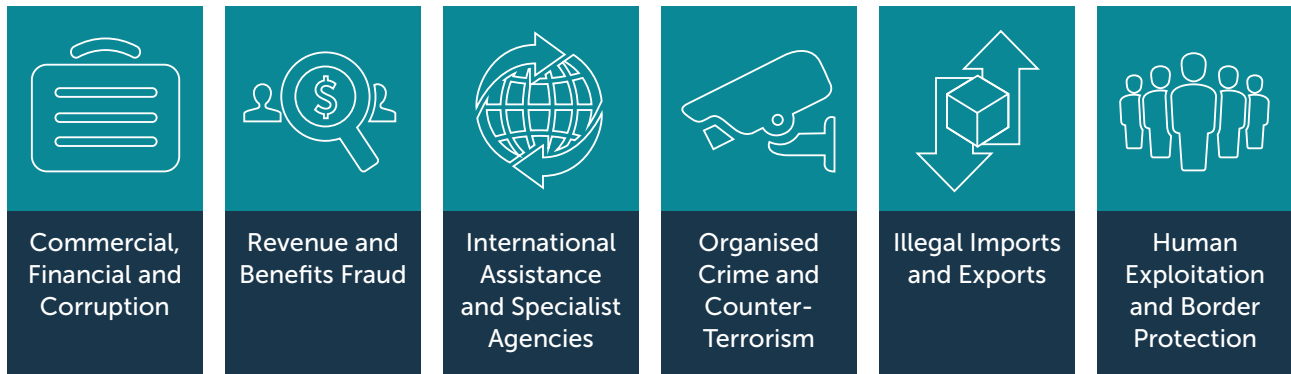 $
Commercial,
Financial and
Corruption
Revenue and
Benefits Fraud
International
Assistance
and Specialist
Agencies
Organised
Crime and
Counter-
Terrorism
Illegal Imports
and Exports
Human
Exploitation
and Border
Protection